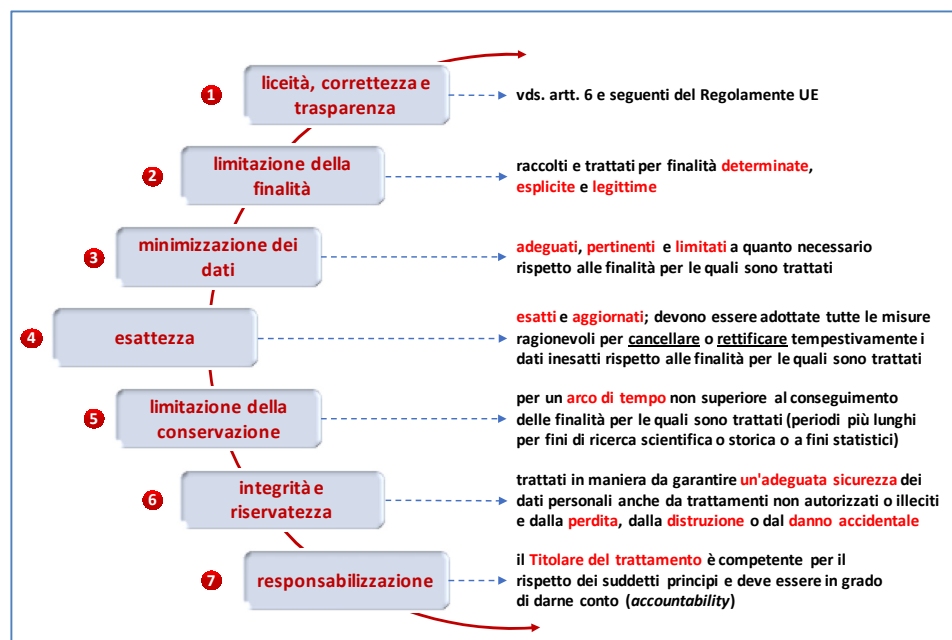 1
liceità, correttezza e
trasparenza
vds. artt. 6 e seguenti del Regolamente UE
2
limitazione della
finalità
raccolti e trattati per finalità determinate,
esplicite e legittime
3
minimizzazione dei
dati
adeguati, pertinenti e limitati a quanto necessario
rispetto alle finalità per le quali sono trattati
4
esattezza
esatti e aggiornati; devono essere adottate tutte le misure
ragionevoli per cancellare o rettificare tempestivamente i
dati inesatti rispetto alle finalità per le quali sono trattati
5
limitazione della
conservazione
per un arco di tempo non superiore al conseguimento
delle finalità per le quali sono trattati (periodi più lunghi
per fini di ricerca scientifica o storica o a fini statistici)
6
integrità e
riservatezza
trattati in maniera da garantire un'adeguata sicurezza dei
dati personali anche da trattamenti non autorizzati o illeciti
e dalla perdita, dalla distruzione o dal danno accidentale
7
responsabilizzazione
il Titolare del trattamento è competente per il
rispetto dei suddetti principi e deve essere in grado
di darne conto (accountability)